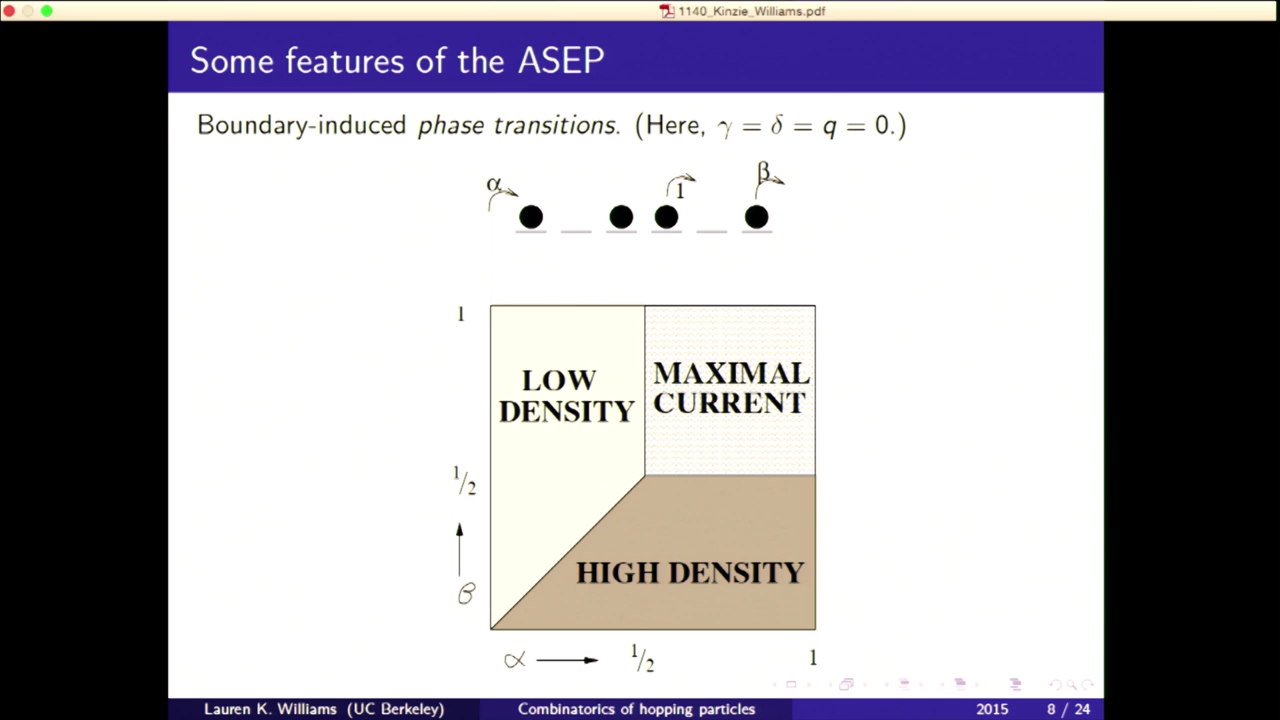 1140_Kinzie_Williams.pdf
Some features of the ASEP
Boundary-induced phase transitions. (Here, γ = δ = q = 0.)
α
1
β
1
LOW
DENSITY
MAXIMAL
CURRENT
1/2
HIGH DENSITY
β
α
1/2
1
Lauren K. Williams (UC Berkeley)
Combinatorics of hopping particles
2015
8 / 24